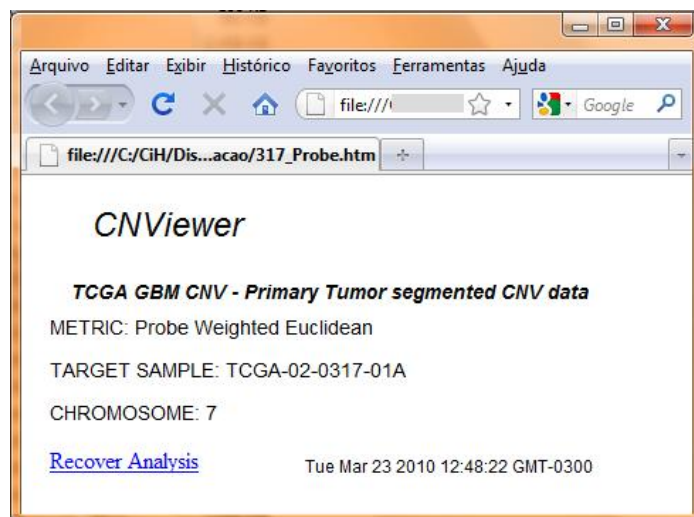 Arquivo Editar Exibir Histórico Favoritos Ferramentas Ajuda
file:/// Google
file:///C:/CiH/Dis...acao/317_Probe.htm
CNViewer
TCGA GBM CNV - Primary Tumor segmented CNV data
METRIC: Probe Weighted Euclidean
TARGET SAMPLE: TCGA-02-0317-01A
CHROMOSOME: 7
Recover Analysis Tue Mar 23 2010 12:48:22 GMT-0300